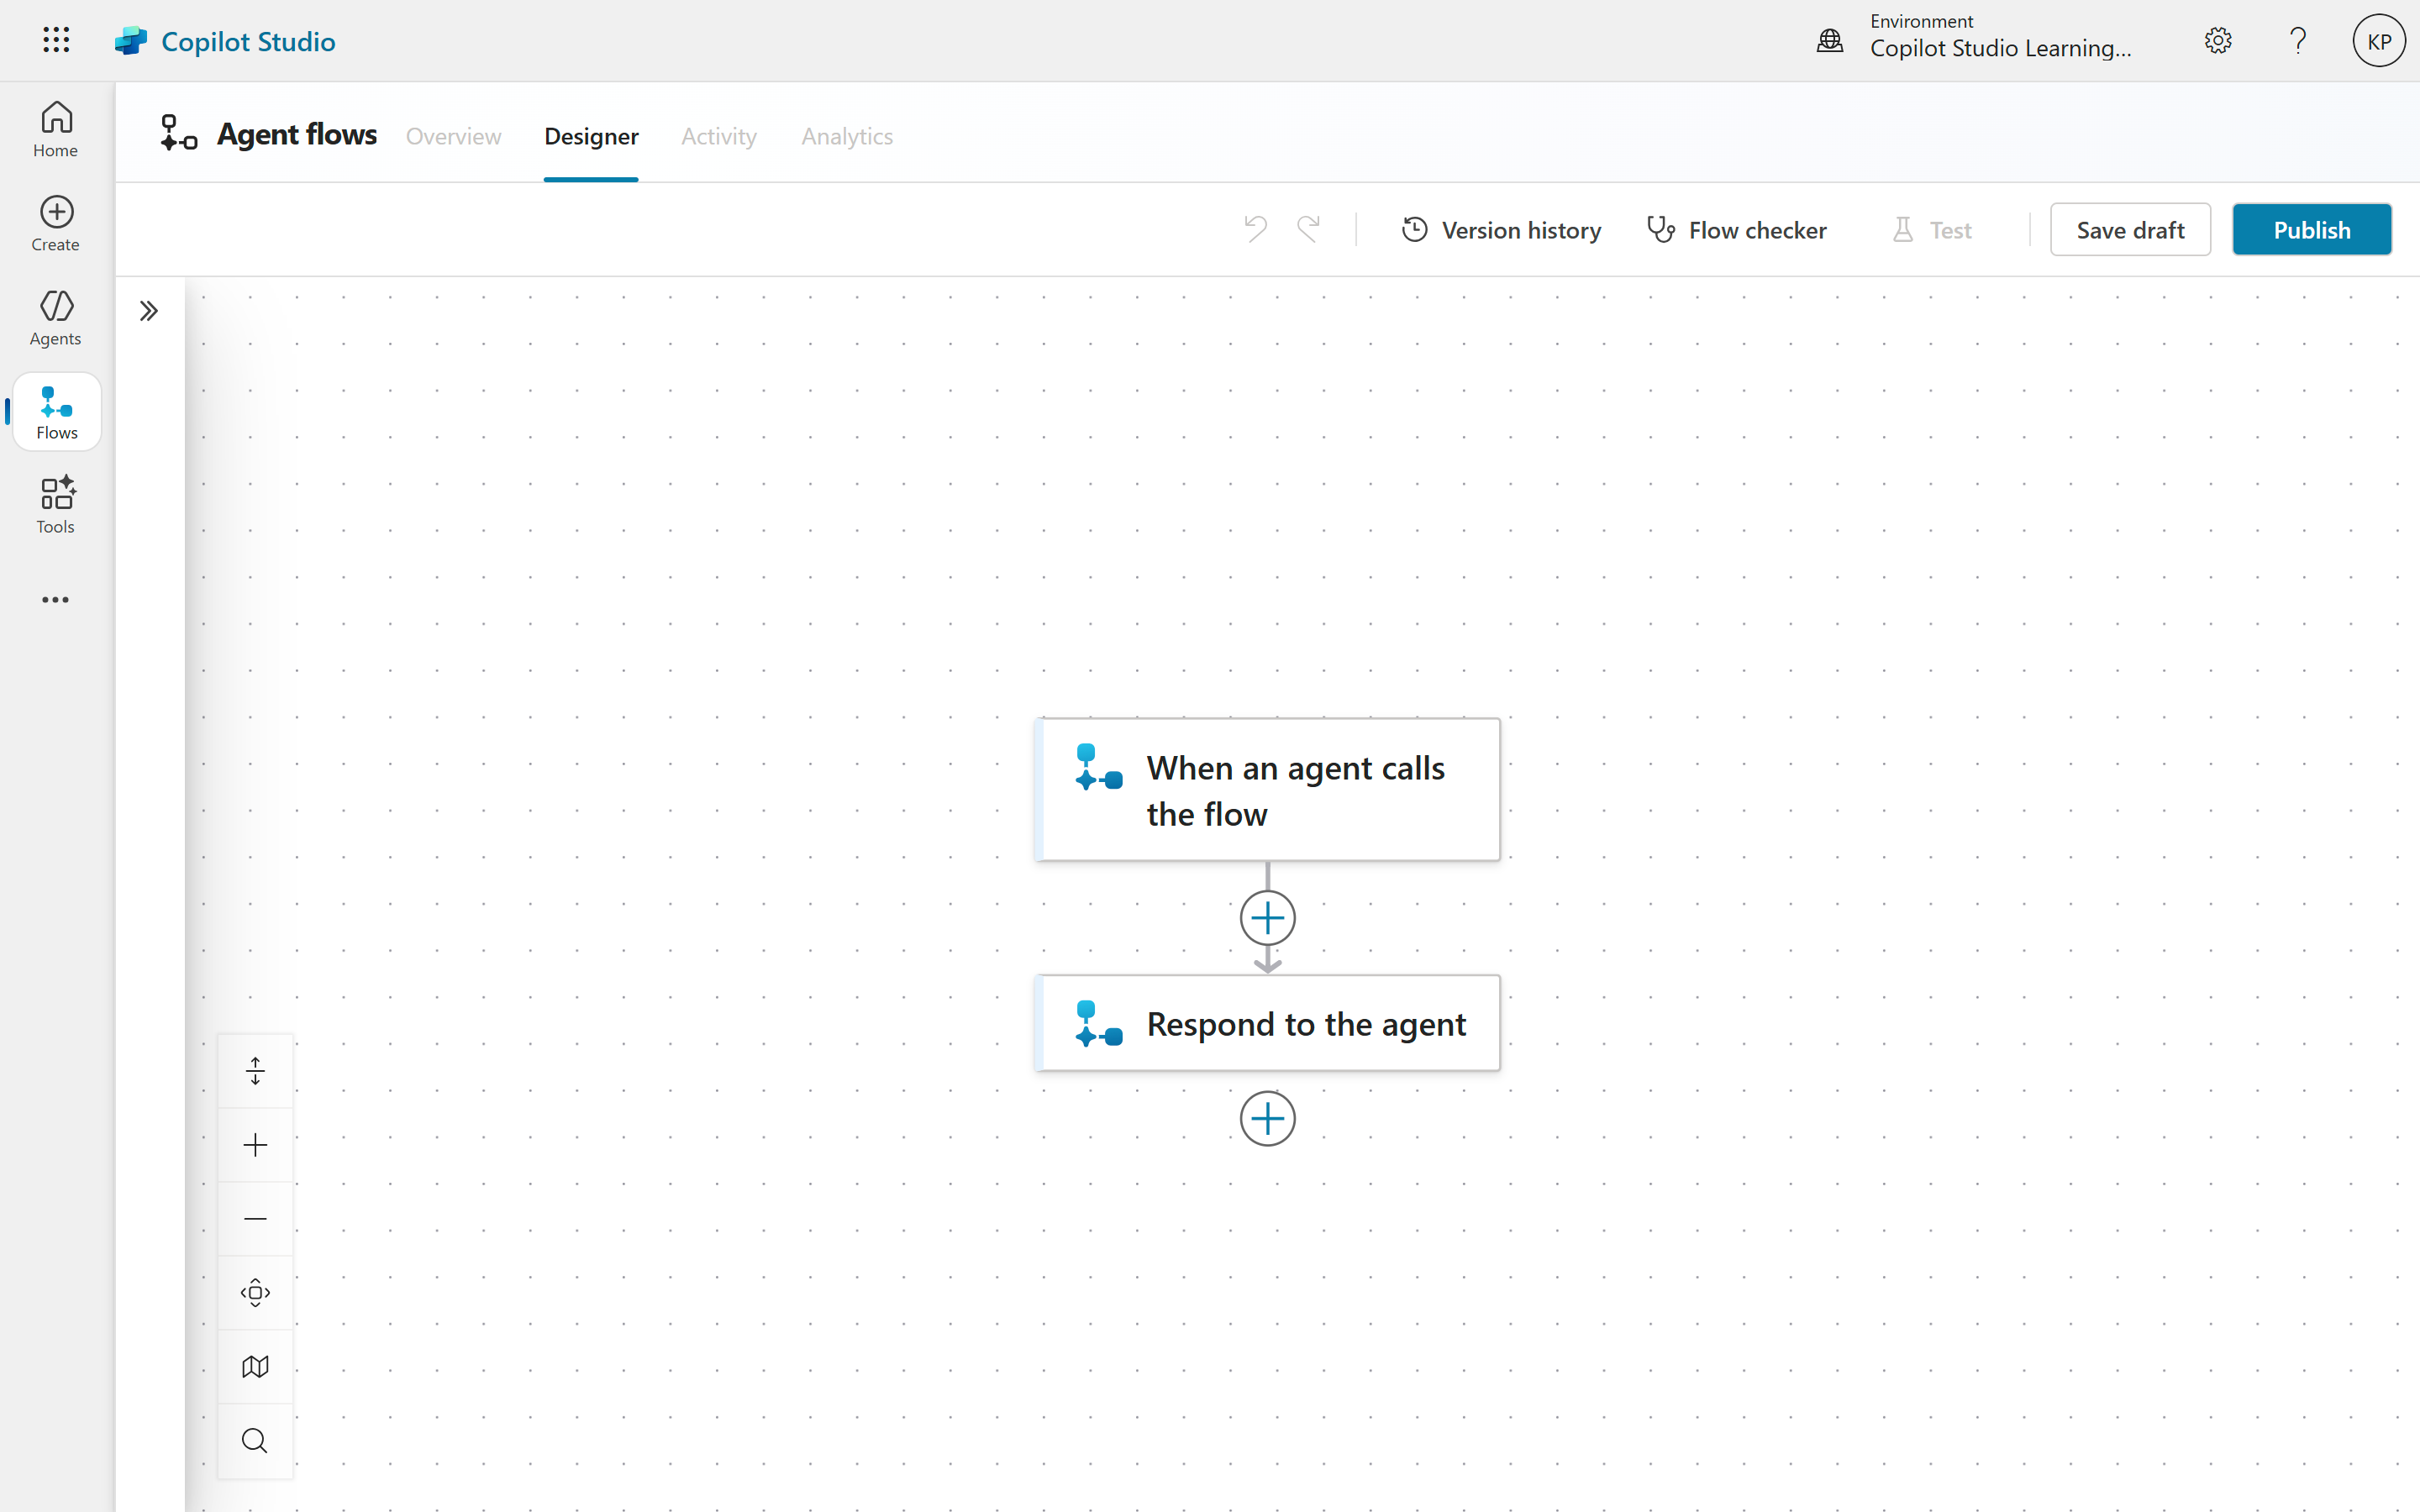 Copilot Studio
Environment
Copilot Studio Learning...
KP
Home
Create
Agents
Flows
Tools
Agent flows
Overview
Designer
Activity
Analytics
Version history
Flow checker
Test
Save draft
Publish
When an agent calls
the flow
Respond to the agent